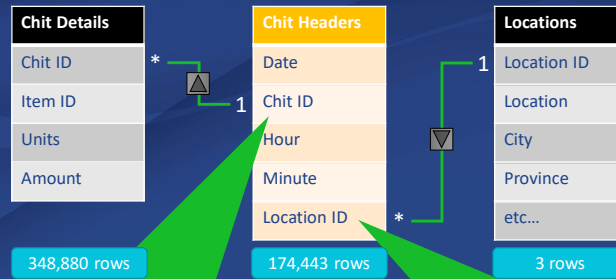 Chit Details
Chit ID
Item ID
Units
Amount
348,880 rows
*
1
Chit Headers
Date
Chit ID
Hour
Minute
Location ID
174,443 rows
*
1
Locations
Location ID
Location
City
Province
etc...
3 rows